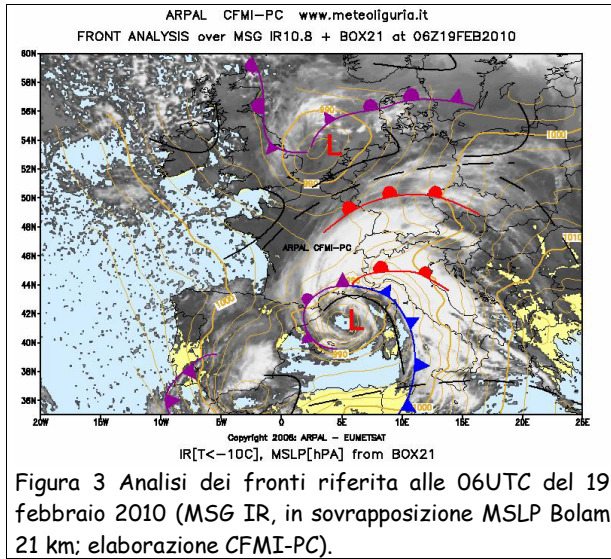 ARPAL CFMI-PC www.meteoliguria.it
FRONT ANALYSIS over MSG IR10.8 + BOX21 at 06Z19FEB2010
60N
58N
56N
54N
52N
50N
48N
46N
44N
42N
40N
38N
36N
990
L
1000
1010
ARPAL CFMI-PC
1000
L
990
1000
20W 15W 10W 5W 0 5E 10E 15E 20E 25E
Copyright 2006: ARPAL - EUMETSAT
IR[T<-10C], MSLP[hPA] from BOX21
Figura 3 Analisi dei fronti riferita alle 06UTC del 19
febbraio 2010 (MSG IR, in sovrapposizione MSLP Bolam
21 km; elaborazione CFMI-PC).